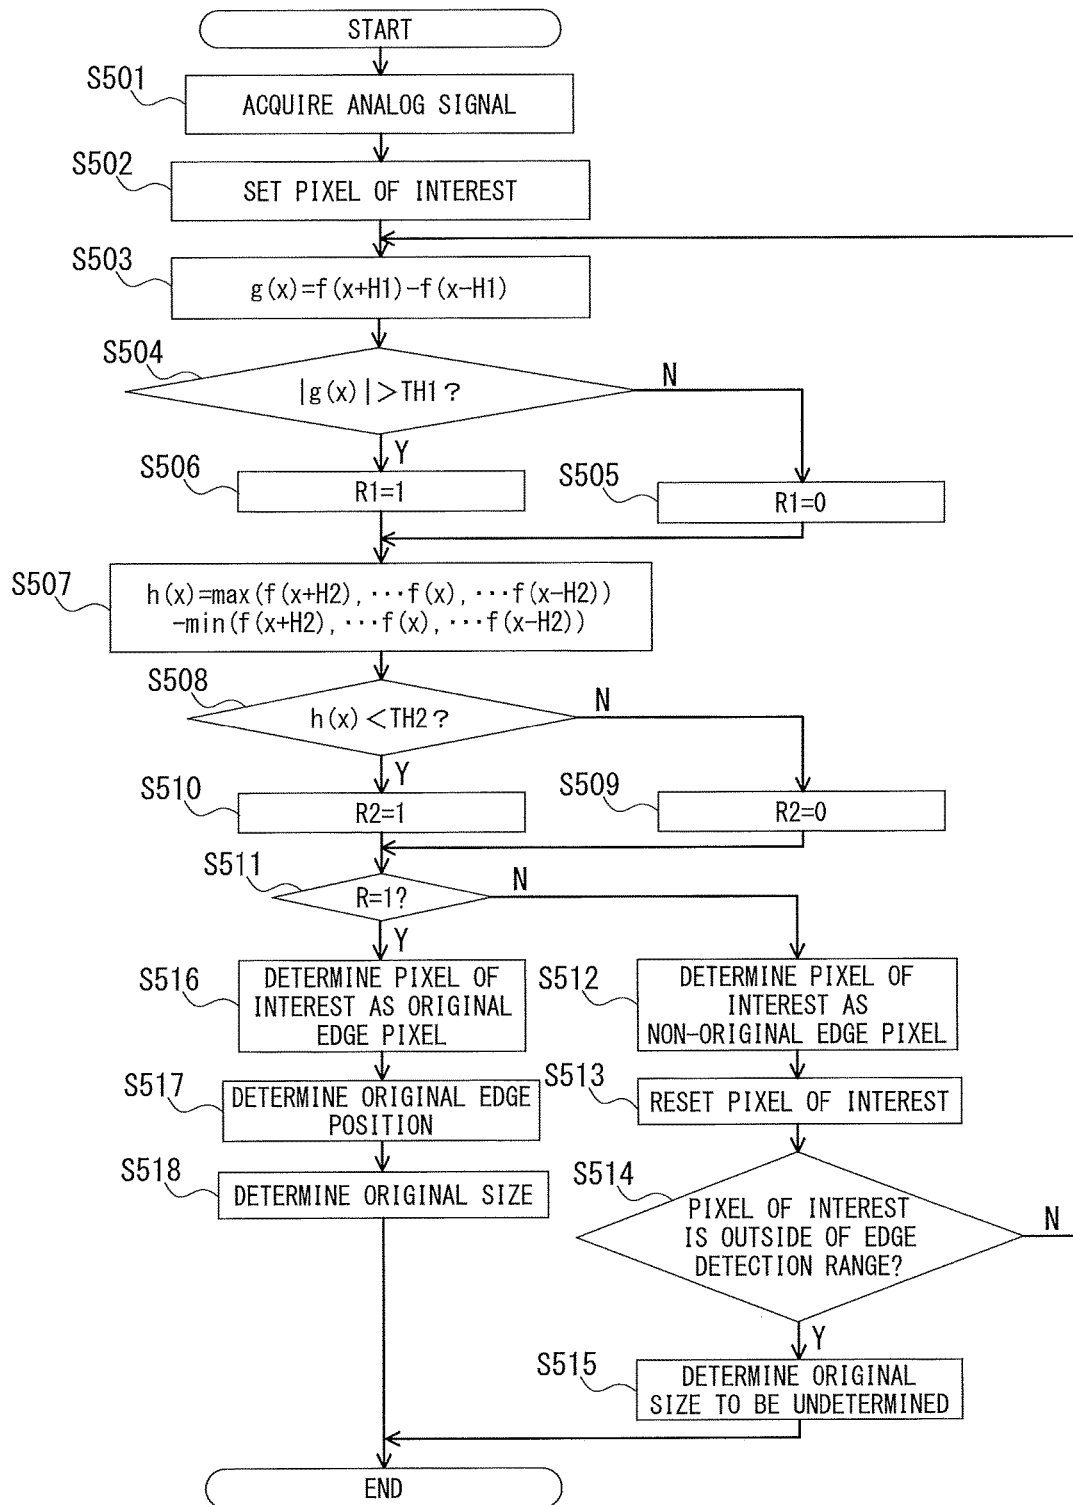 START
S501
ACQUIRE ANALOG SIGNAL
S502
SET PIXEL OF INTEREST
S503
g(x)=f(x+H1)-f(x-H1)
S504
|g(x)|>TH1?
N
Y
S506
R1=1
S505
R1=0
S507
h(x)=max(f(x+H2),···f(x),···f(x-H2))
-min(f(x+H2),···f(x),···f(x-H2))
S508
h(x)<TH2?
N
Y
S510
R2=1
S509
R2=0
S511
R=1?
N
Y
S516
DETERMINE PIXEL OF
INTEREST AS ORIGINAL
EDGE PIXEL
S512
DETERMINE PIXEL OF
INTEREST AS
NON-ORIGINAL EDGE PIXEL
S517
DETERMINE ORIGINAL EDGE
POSITION
S513
RESET PIXEL OF INTEREST
S518
DETERMINE ORIGINAL SIZE
S514
PIXEL OF INTEREST
IS OUTSIDE OF EDGE
DETECTION RANGE?
N
Y
S515
DETERMINE ORIGINAL
SIZE TO BE UNDETERMINED
END